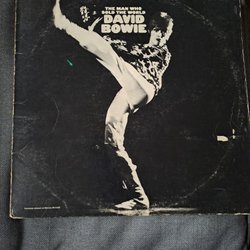 THE MAN WHO
SOLD THE WORLD
DAVID
BOWIE